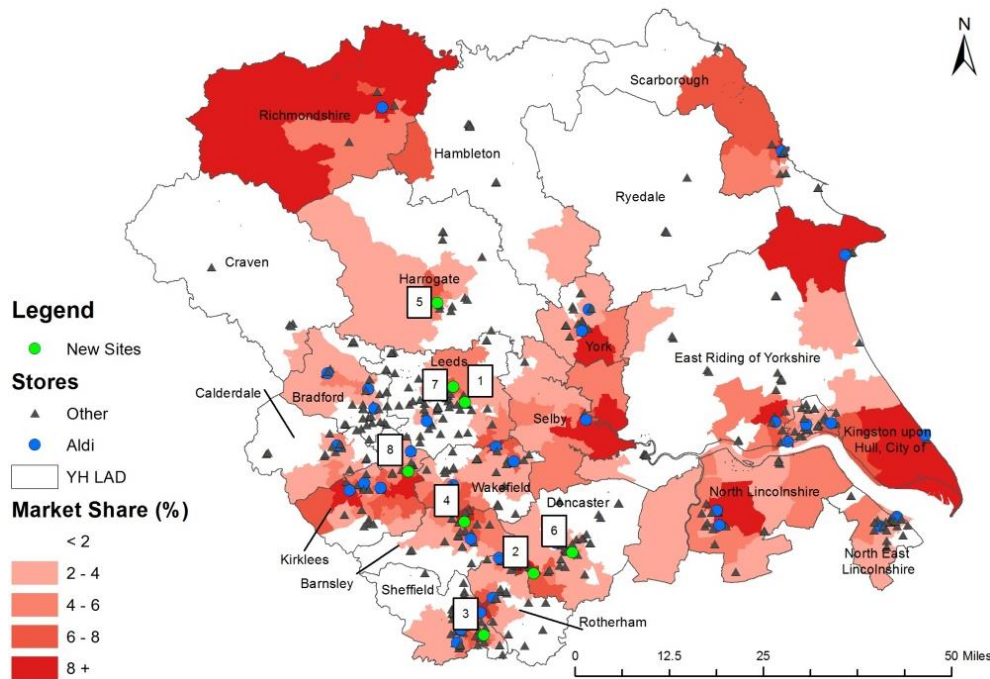 N
Scarborough
Richmondshire
Hambleton
Ryedale
Craven
Harrogate
5
Legend
New Sites
Stores
Other
Aldi
YH LAD
Market Share (%)
< 2
2 - 4
4 - 6
6 - 8
8 +
York
East Riding of Yorkshire
Leeds
7
1
Calderdale
Bradford
Selby
Kingston upon
Hull, City of
8
Wakefield
4
Doncaster
North Lincolnshire
6
Kirklees
2
Barnsley
North East
Lincolnshire
Sheffield
3
Rotherham
0 12.5 25 50 Miles